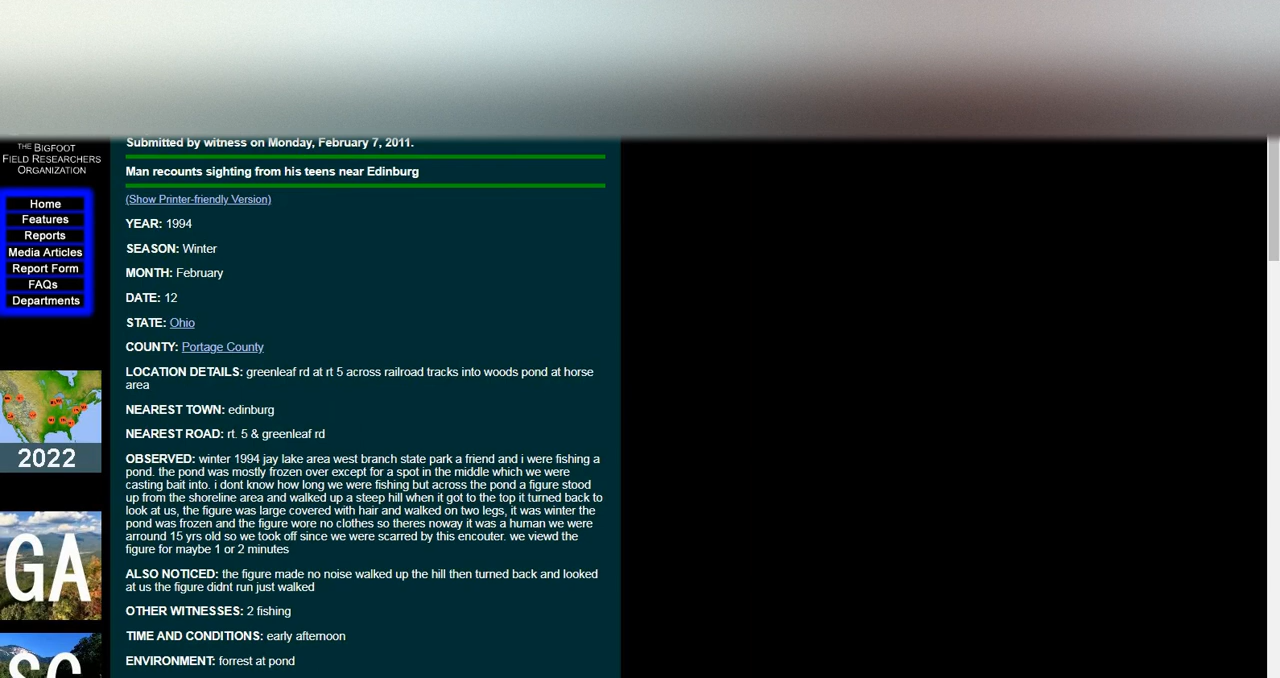 THE BIGFOOT
FIELD RESEARCHERS
ORGANIZATION
Home
Features
Reports
Media Articles
Report Form
FAQs
Departments
2022
GA
SC
Submitted by witness on Monday, February 7, 2011.
Man recounts sighting from his teens near Edinburg
(Show Printer-friendly Version)
YEAR: 1994
SEASON: Winter
MONTH: February
DATE: 12
STATE: Ohio
COUNTY: Portage County
LOCATION DETAILS: greenleaf rd at rt 5 across railroad tracks into woods pond at horse
area
NEAREST TOWN: edinburg
NEAREST ROAD: rt. 5 & greenleaf rd
OBSERVED: winter 1994 jay lake area west branch state park a friend and i were fishing a
pond. the pond was mostly frozen over except for a spot in the middle which we were
casting bait into. i dont know how long we were fishing but across the pond a figure stood
up from the shoreline area and walked up a steep hill when it got to the top it turned back to
look at us, the figure was large covered with hair and walked on two legs, it was winter the
pond was frozen and the figure wore no clothes so theres noway it was a human we were
arround 15 yrs old so we took off since we were scarred by this encouter. we viewd the
figure for maybe 1 or 2 minutes
ALSO NOTICED: the figure made no noise walked up the hill then turned back and looked
at us the figure didnt run just walked
OTHER WITNESSES: 2 fishing
TIME AND CONDITIONS: early afternoon
ENVIRONMENT: forrest at pond